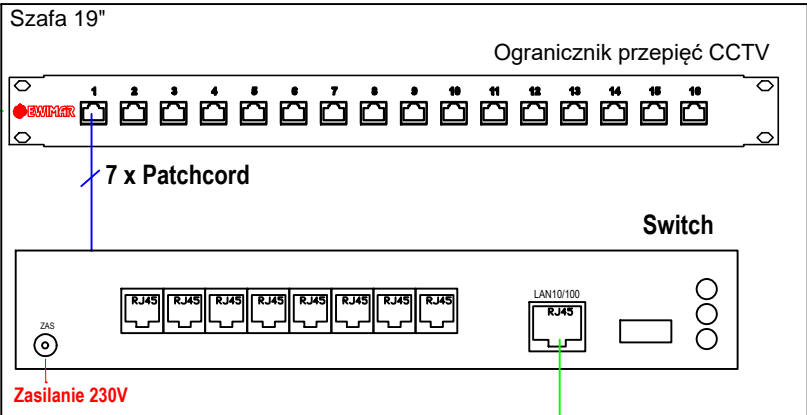 Szafa 19"
Ogranicznik przepięć CCTV
1 2 3 4 5 6 7 8 9 10 11 12 13 14 15 16
EWIMAR
7 x Patchcord
Switch
RJ45 RJ45 RJ45 RJ45 RJ45 RJ45 RJ45 RJ45
LAN10/100
RJ45
ZAS
Zasilanie 230V